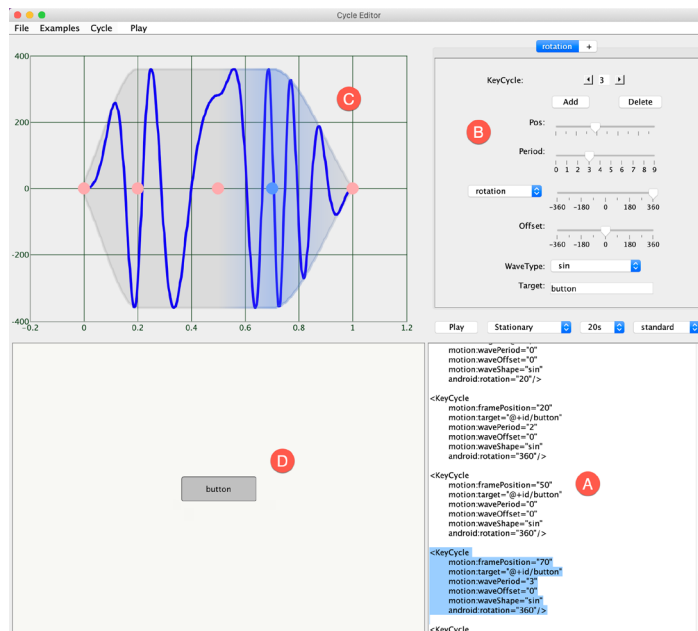 Cycle Editor
File Examples Cycle Play
rotation +
400
200
0
-200
-400
-0.2 0 0.2 0.4 0.6 0.8 1 1.2
C
KeyCycle: 3
Add Delete
B
Pos:
Period:
0 1 2 3 4 5 6 7 8 9
rotation
-360 -180 0 180 360
Offset:
-360 -180 0 180 360
WaveType: sin
Target: button
Play Stationary 20s standard
D
button
motion:wavePeriod="0"
motion:waveOffset="0"
motion:waveShape="sin"
android:rotation="20"/>
<KeyCycle
motion:framePosition="20"
motion:target="@+id/button"
motion:wavePeriod="2"
motion:waveOffset="0"
motion:waveShape="sin"
android:rotation="360"/>
<KeyCycle
motion:framePosition="50"
motion:target="@+id/button"
motion:wavePeriod="0"
motion:waveOffset="0"
motion:waveShape="sin"
android:rotation="360"/>
A
<KeyCycle
motion:framePosition="70"
motion:target="@+id/button"
motion:wavePeriod="3"
motion:waveOffset="0"
motion:waveShape="sin"
android:rotation="360"/>
<KeyCycle